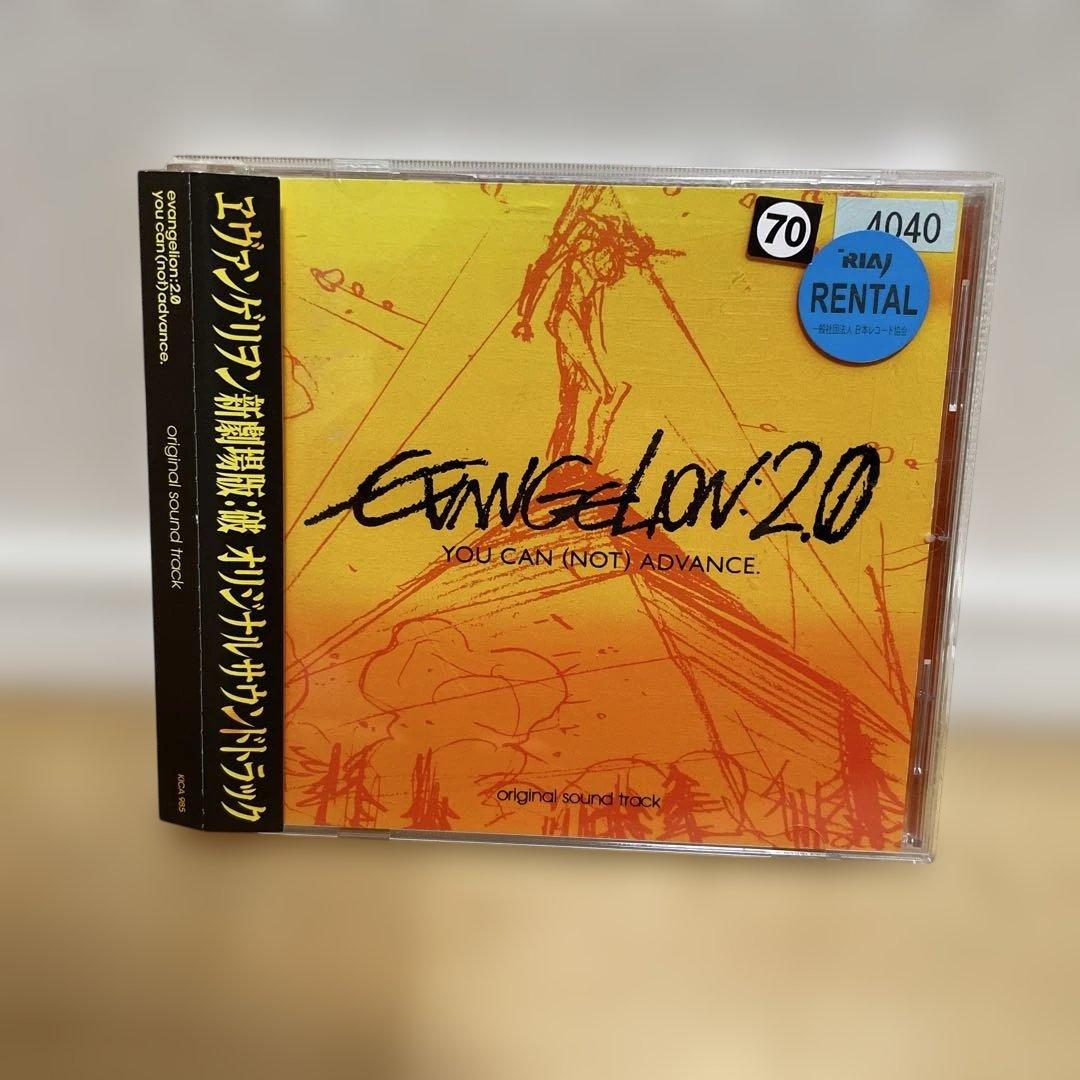 evangelion:2.0
you can (not) advance.
original sound track
KICA 985
ヱヴァンゲリヲン新劇場版:破 オリジナルサウンドトラック
70
4040
RIAJ
RENTAL
一般社団法人 日本レコード協会
EVANGELION:2.0
YOU CAN (NOT) ADVANCE.
original sound track